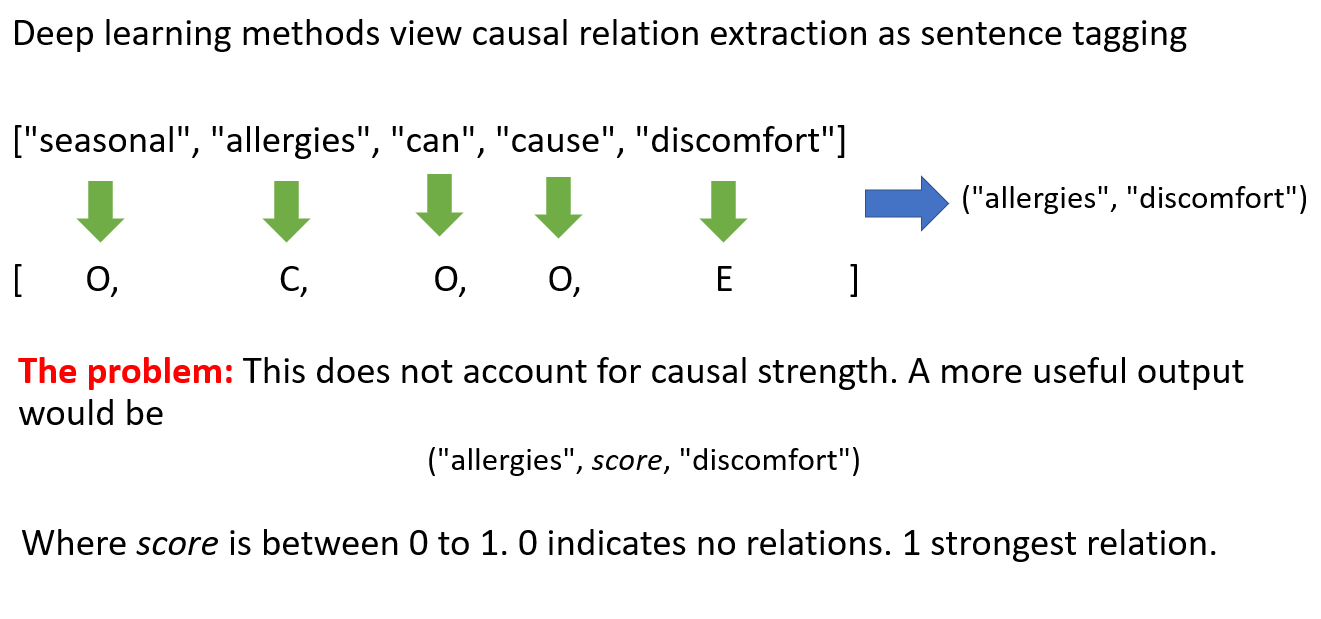 Deep learning methods view causal relation extraction as sentence tagging
["seasonal", "allergies", "can", "cause", "discomfort"]
("allergies", "discomfort")
[ O, C, O, O, E ]
The problem: This does not account for causal strength. A more useful output
would be
("allergies", score, "discomfort")
Where score is between 0 to 1. 0 indicates no relations. 1 strongest relation.